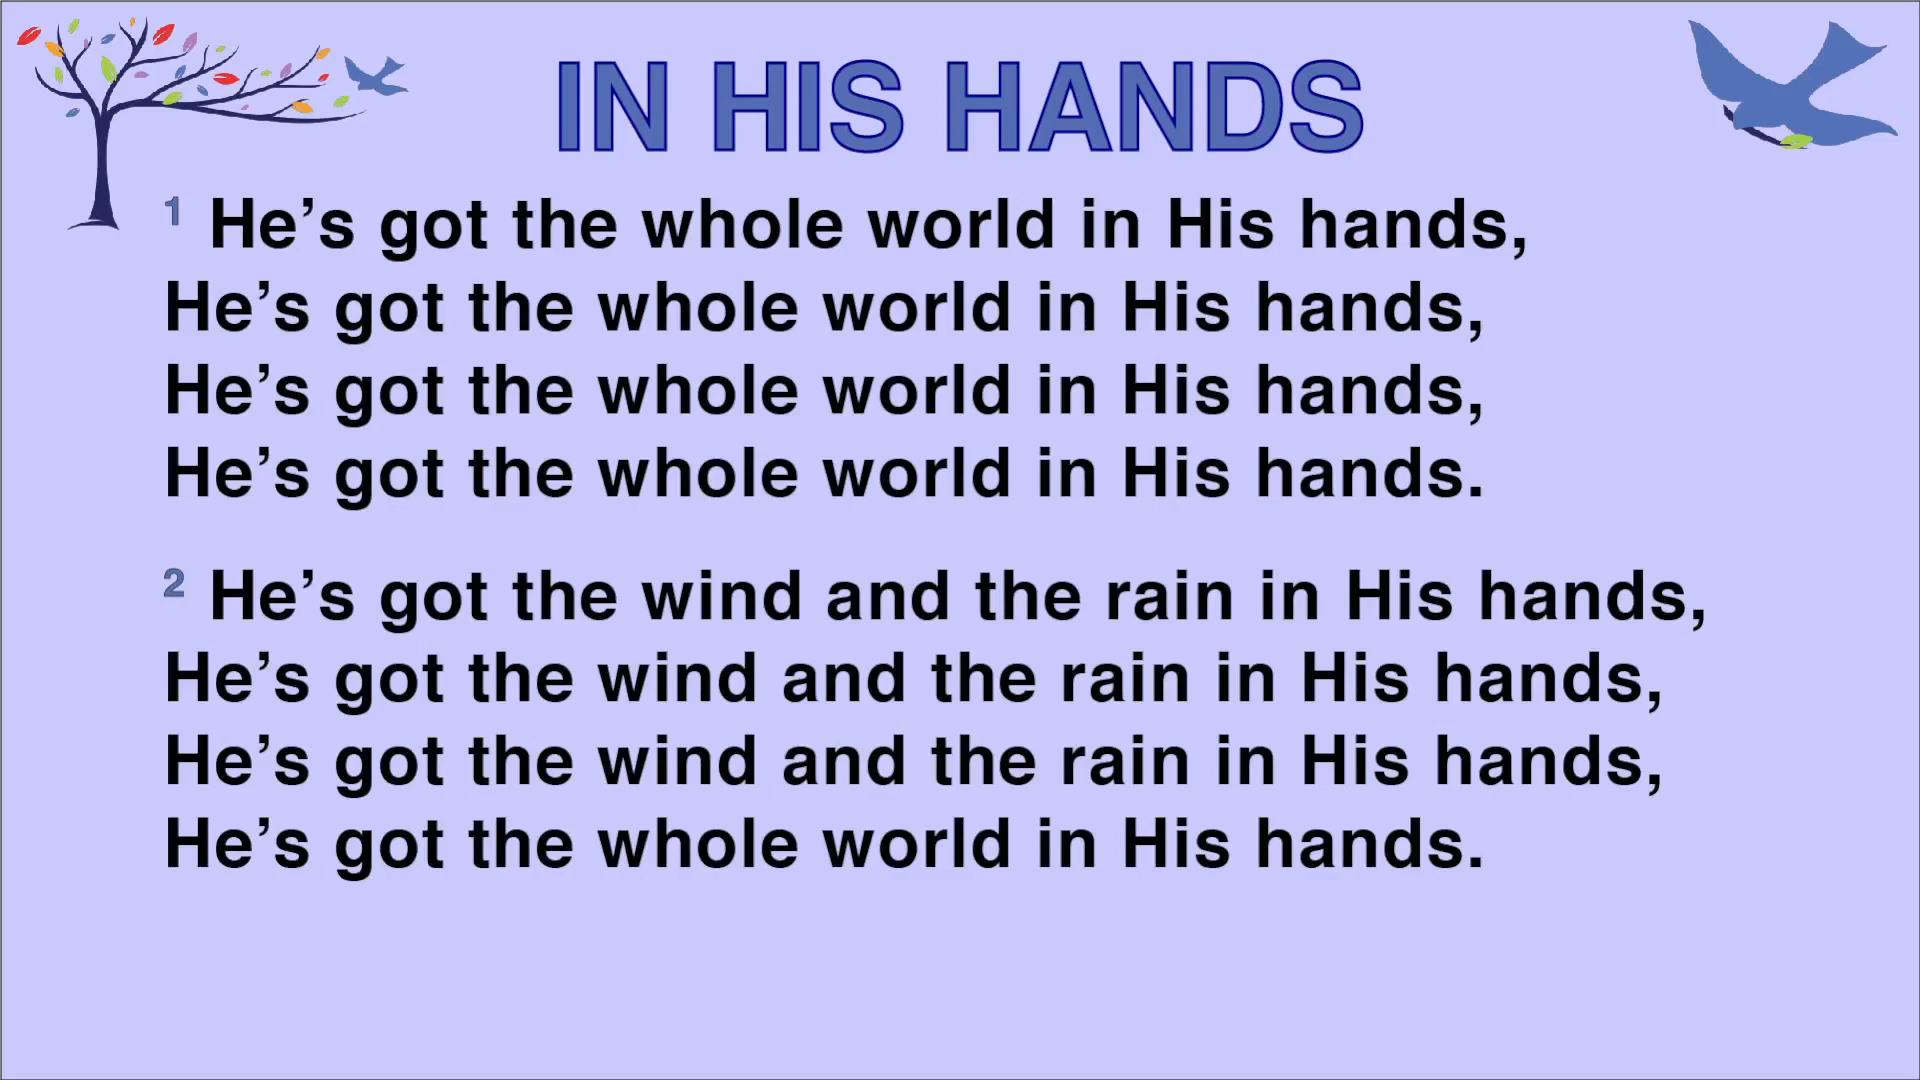 IN HIS HANDS
1 He’s got the whole world in His hands,
He’s got the whole world in His hands,
He’s got the whole world in His hands,
He’s got the whole world in His hands.
2 He’s got the wind and the rain in His hands,
He’s got the wind and the rain in His hands,
He’s got the wind and the rain in His hands,
He’s got the whole world in His hands.